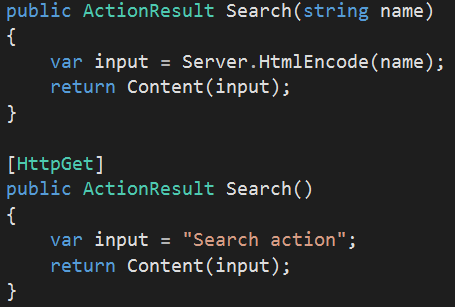 public ActionResult Search(string name)
{
    var input = Server.HtmlEncode(name);
    return Content(input);
}

[HttpGet]
public ActionResult Search()
{
    var input = "Search action";
    return Content(input);
}